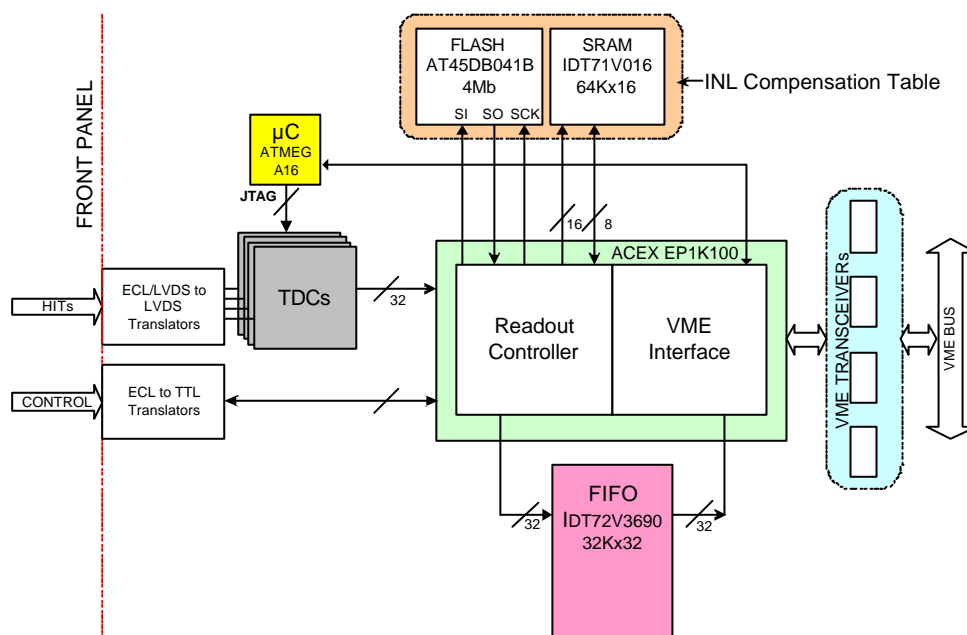 FLASH
AT45DB041B
4Mb
SI SO SCK
SRAM
IDT71V016
64Kx16
INL Compensation Table
FRONT PANEL
µC
ATMEG
A16
JTAG
16
8
ACEX EP1K100
HITs
ECL/LVDS to
LVDS
Translators
TDCs
32
Readout
Controller
VME
Interface
VME TRANSCEIVERs
VME BUS
CONTROL
ECL to TTL
Translators
32
FIFO
IDT72V3690
32Kx32
32